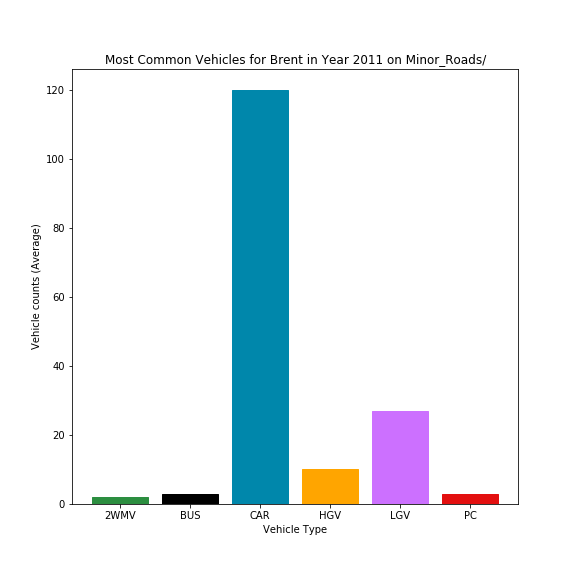 Most Common Vehicles for Brent in Year 2011 on Minor_Roads/
120
100
80
60
40
20
0
Vehicle counts (Average)
2WMV BUS CAR HGV LGV PC
Vehicle Type